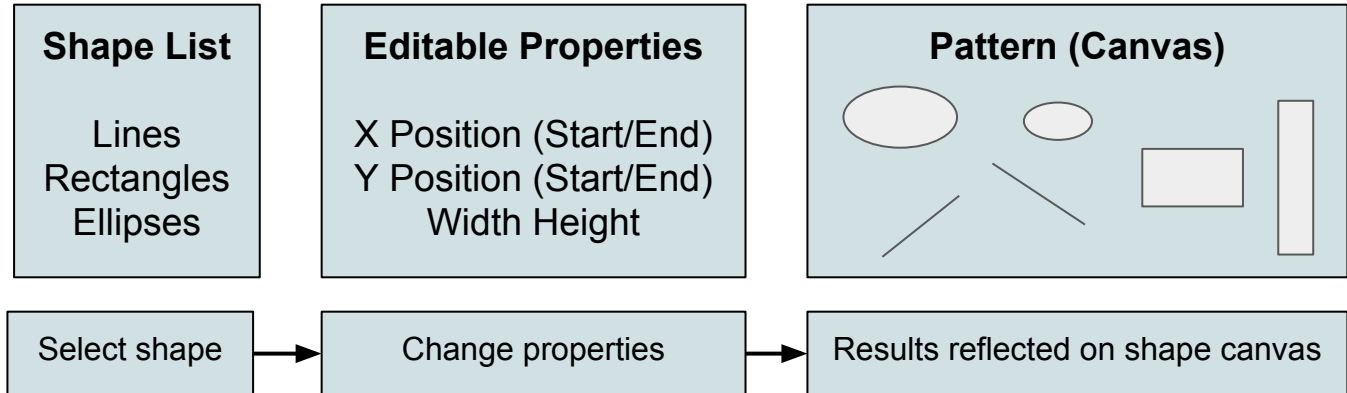 Shape List
Lines
Rectangles
Ellipses
Editable Properties
X Position (Start/End)
Y Position (Start/End)
Width Height
Pattern (Canvas)
Select shape
Change properties
Results reflected on shape canvas